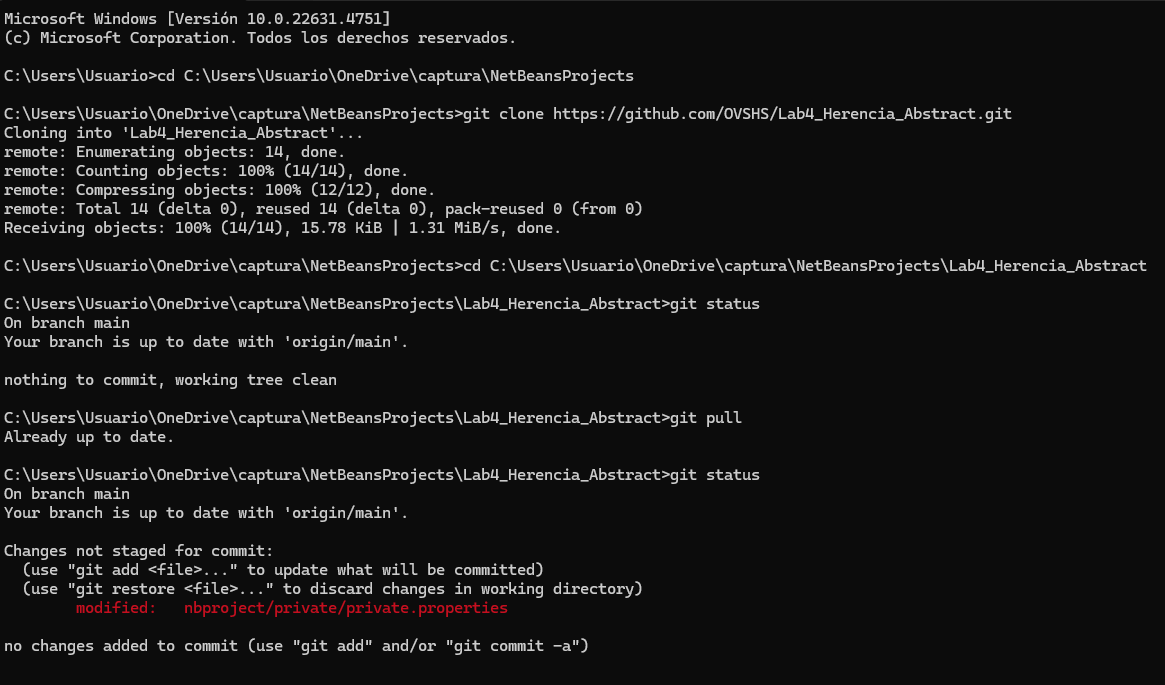 Microsoft Windows [Versión 10.0.22631.4751]
(c) Microsoft Corporation. Todos los derechos reservados.
C:\Users\Usuario>cd C:\Users\Usuario\OneDrive\captura\NetBeansProjects
C:\Users\Usuario\OneDrive\captura\NetBeansProjects>git clone https://github.com/OVSHS/Lab4_Herencia_Abstract.git
Cloning into 'Lab4_Herencia_Abstract'...
remote: Enumerating objects: 14, done.
remote: Counting objects: 100% (14/14), done.
remote: Compressing objects: 100% (12/12), done.
remote: Total 14 (delta 0), reused 14 (delta 0), pack-reused 0 (from 0)
Receiving objects: 100% (14/14), 15.78 KiB | 1.31 MiB/s, done.
C:\Users\Usuario\OneDrive\captura\NetBeansProjects>cd C:\Users\Usuario\OneDrive\captura\NetBeansProjects\Lab4_Herencia_Abstract
C:\Users\Usuario\OneDrive\captura\NetBeansProjects\Lab4_Herencia_Abstract>git status
On branch main
Your branch is up to date with 'origin/main'.
nothing to commit, working tree clean
C:\Users\Usuario\OneDrive\captura\NetBeansProjects\Lab4_Herencia_Abstract>git pull
Already up to date.
C:\Users\Usuario\OneDrive\captura\NetBeansProjects\Lab4_Herencia_Abstract>git status
On branch main
Your branch is up to date with 'origin/main'.
Changes not staged for commit:
  (use "git add <file>..." to update what will be committed)
  (use "git restore <file>..." to discard changes in working directory)
        modified:   nbproject/private/private.properties
no changes added to commit (use "git add" and/or "git commit -a")